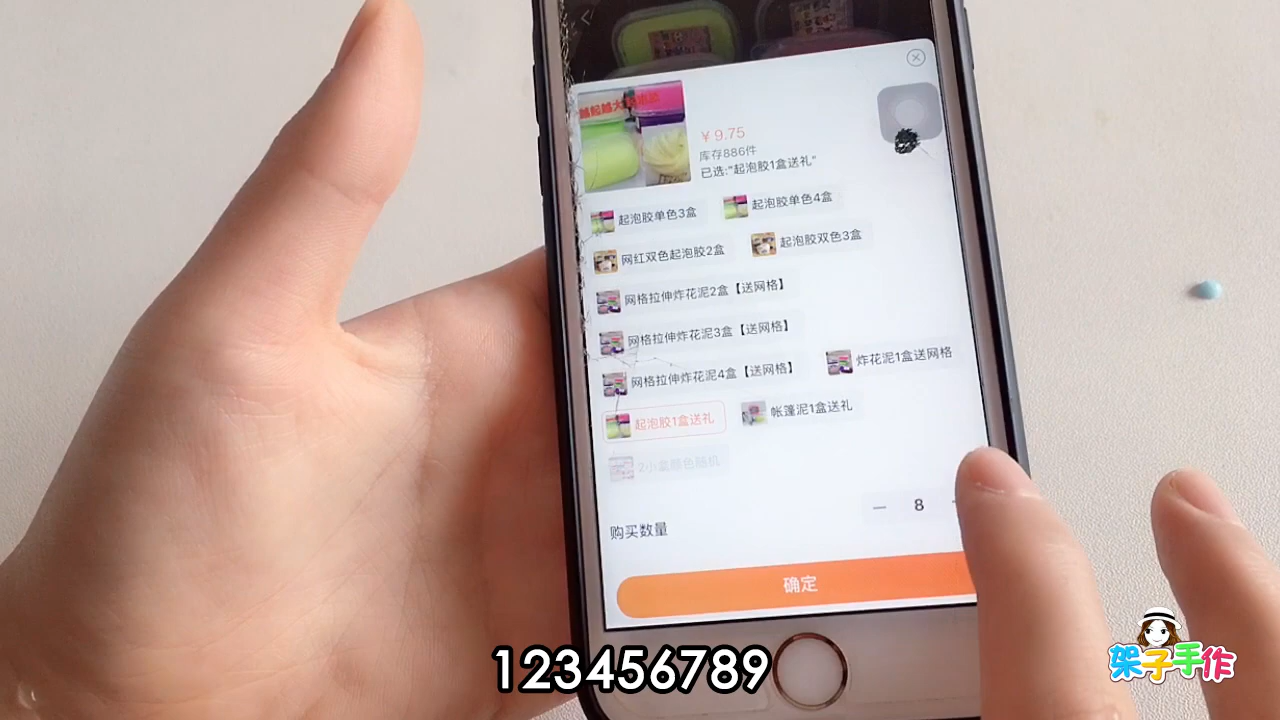 ¥9.75
库存886件
已选:"起泡胶1盒送礼"
起泡胶单色3盒 起泡胶单色4盒
网红双色起泡胶2盒 起泡胶双色3盒
网格拉伸炸花泥2盒【送网格】
网格拉伸炸花泥3盒【送网格】
网格拉伸炸花泥4盒【送网格】 炸花泥1盒送网格
起泡胶1盒送礼 帐篷泥1盒送礼
2小盒颜色随机
购买数量 — 8
确定
123456789
架子手作